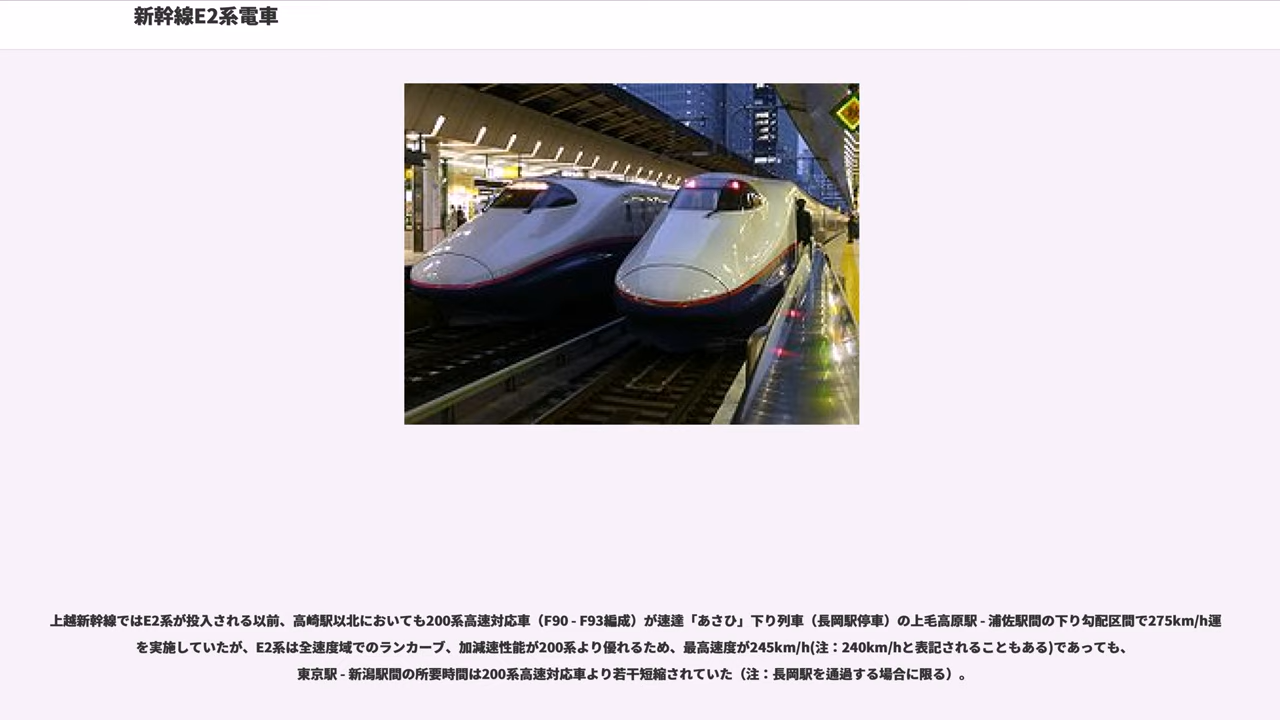 新幹線E2系電車
上越新幹線ではE2系が投入される以前、高崎駅以北においても200系高速対応車（F90 - F93編成）が速達「あさひ」下り列車（長岡駅停車）の上毛高原駅 - 浦佐駅間の下り勾配区間で275km/h運
を実施していたが、E2系は全速度域でのランカーブ、加減速性能が200系より優れるため、最高速度が245km/h(注：240km/hと表記されることもある)であっても、
東京駅 - 新潟駅間の所要時間は200系高速対応車より若干短縮されていた（注：長岡駅を通過する場合に限る）。